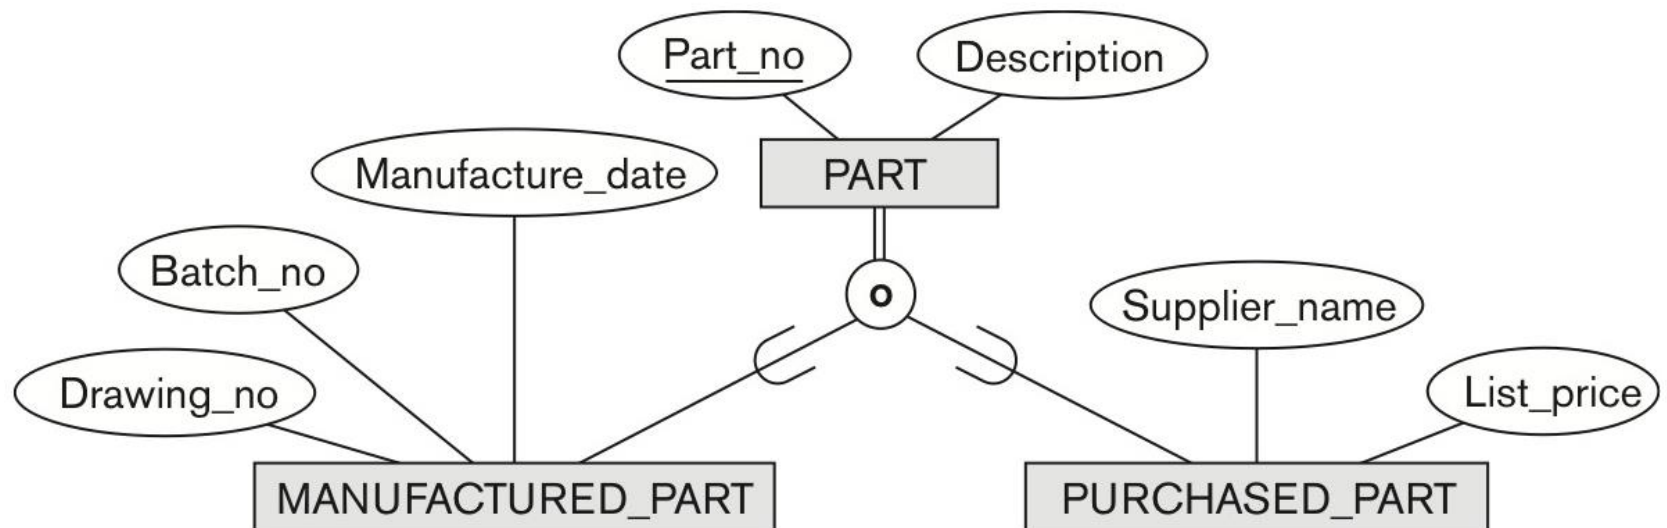 Part_no
Description
PART
Manufacture_date
Batch_no
Drawing_no
o
Supplier_name
List_price
MANUFACTURED_PART
PURCHASED_PART